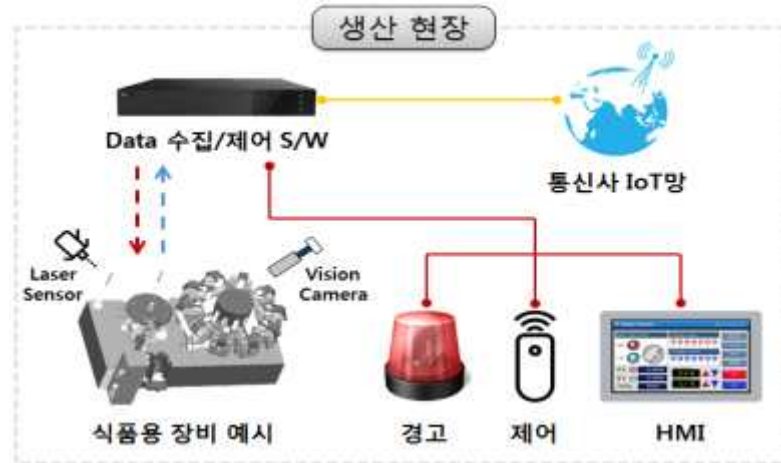 생산 현장
Data 수집/제어 S/W
통신사 IoT망
Laser
Sensor
Vision
Camera
식품용 장비 예시
경고
제어
HMI